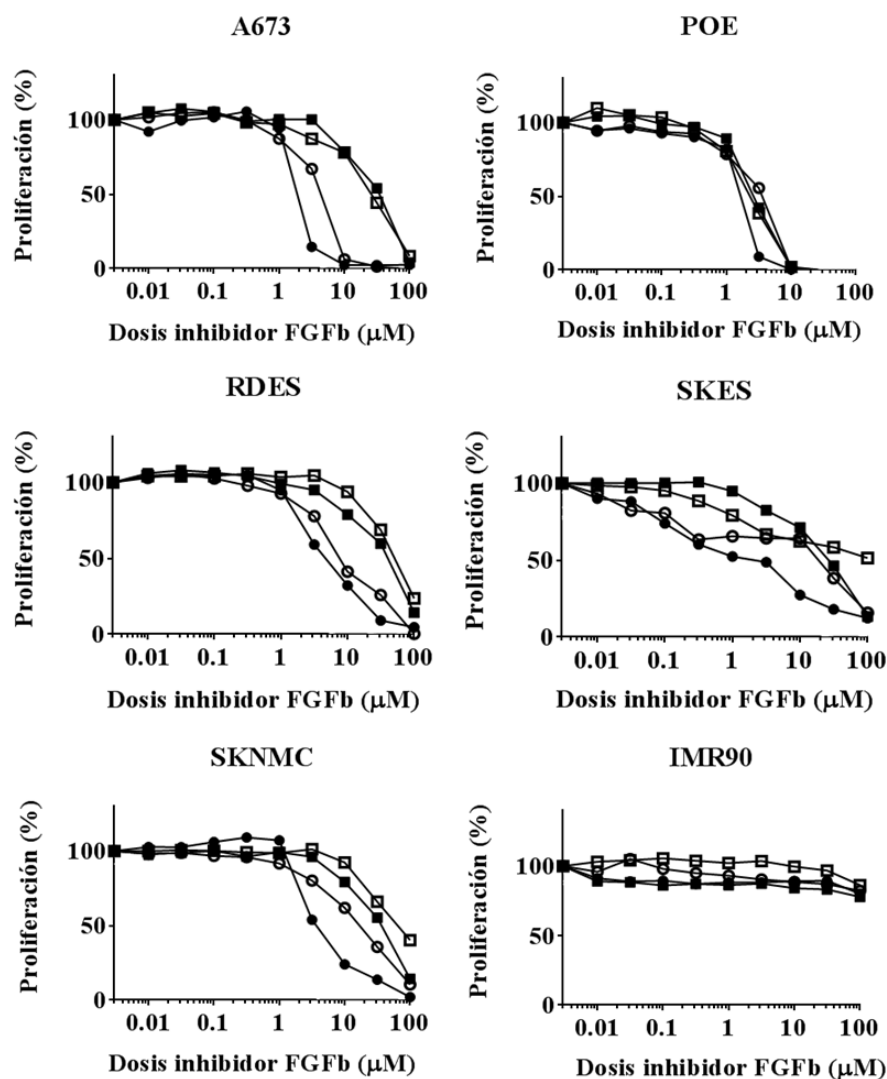 A673
Proliferación (%)
100
50
0
0.01 0.1 1 10 100
Dosis inhibidor FGFb (μM)
POE
Proliferación (%)
100
50
0
0.01 0.1 1 10 100
Dosis inhibidor FGFb (μM)
RDES
Proliferación (%)
100
50
0
0.01 0.1 1 10 100
Dosis inhibidor FGFb (μM)
SKES
Proliferación (%)
100
50
0
0.01 0.1 1 10 100
Dosis inhibidor FGFb (μM)
SKNMC
Proliferación (%)
100
50
0
0.01 0.1 1 10 100
Dosis inhibidor FGFb (μM)
IMR90
Proliferación (%)
100
50
0
0.01 0.1 1 10 100
Dosis inhibidor FGFb (μM)